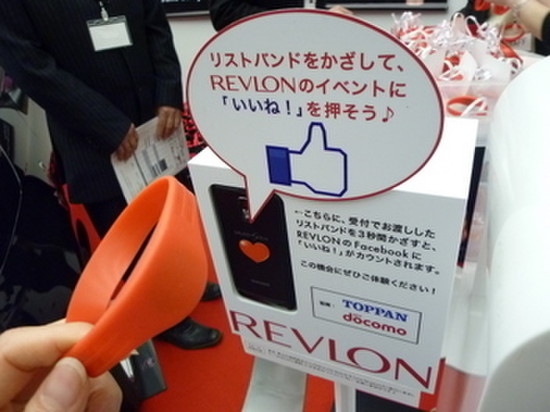 リストバンドをかざして、
REVLONのイベントに
「いいね！」を押そう♪
←こちらに、受付でお渡しした
リストバンドを3秒間かざすと、
REVLONのFacebookに
「いいね！」がカウントされます。
この機会にぜひご体験ください！
TOPPAN
docomo
REVLON